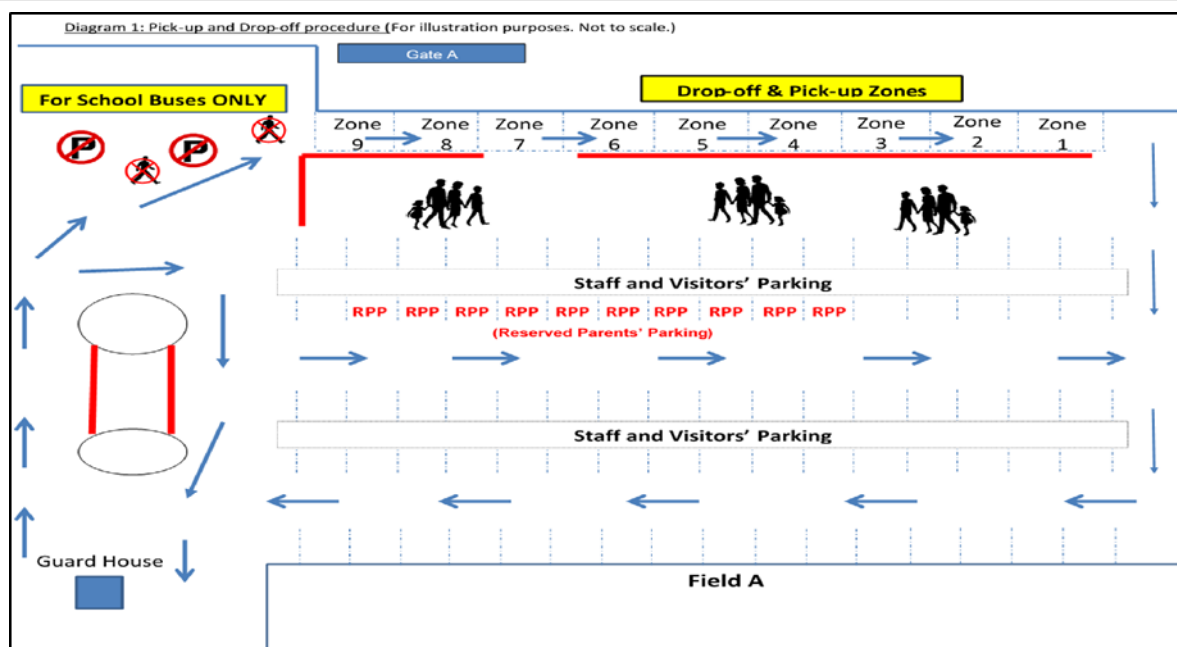 Diagram 1: Pick-up and Drop-off procedure (For illustration purposes. Not to scale.)
Gate A
For School Buses ONLY
Drop-off & Pick-up Zones
Zone 9
Zone 8
Zone 7
Zone 6
Zone 5
Zone 4
Zone 3
Zone 2
Zone 1
P
P
Staff and Visitors’ Parking
RPP RPP RPP RPP RPP RPP RPP RPP RPP RPP
(Reserved Parents’ Parking)
Staff and Visitors’ Parking
Guard House
Field A